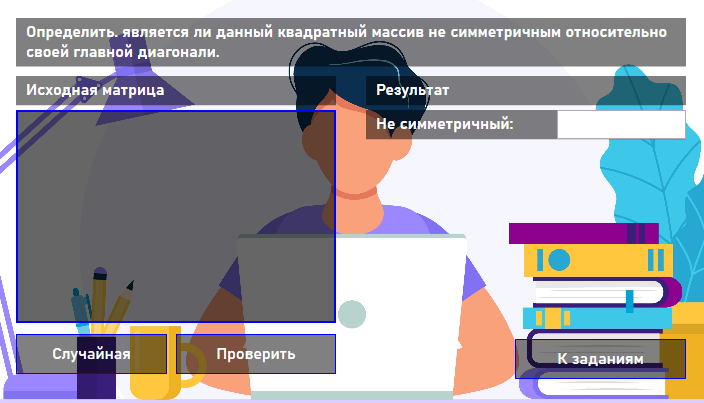 Определить, является ли данный квадратный массив не симметричным относительно
своей главной диагонали.
Исходная матрица
Результат
Не симметричный:
Случайная
Проверить
К заданиям